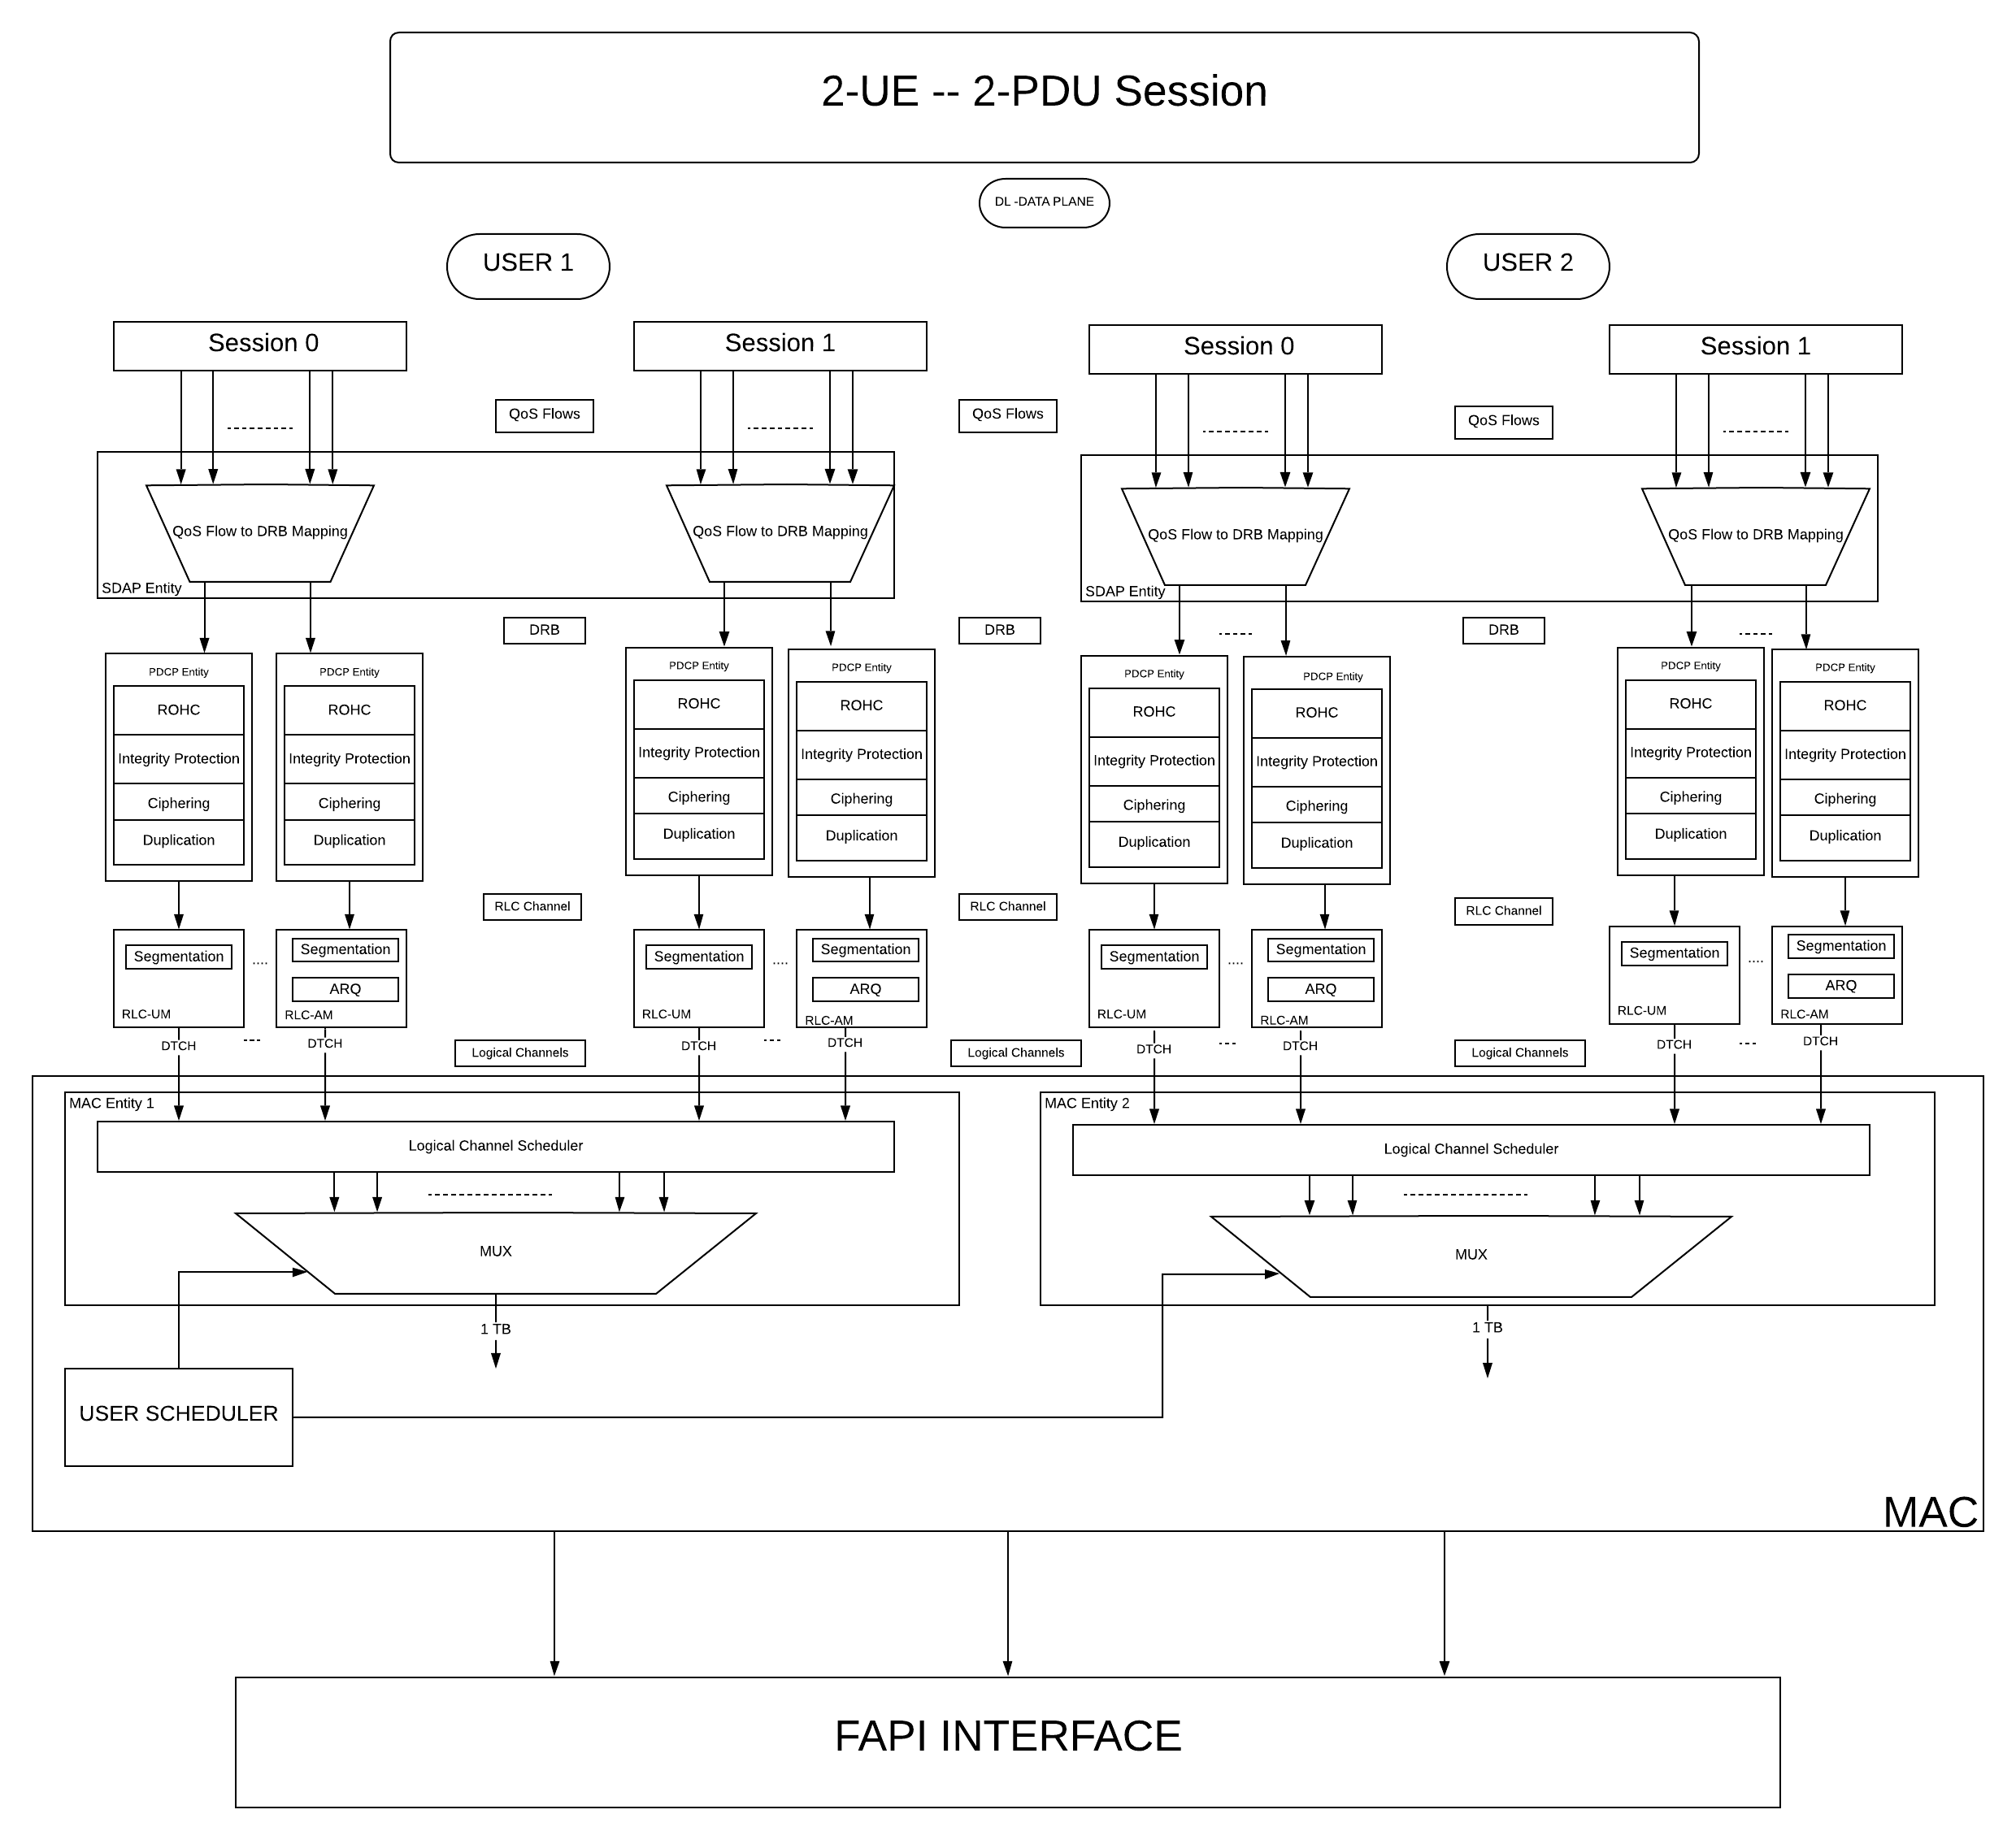 2-UE -- 2-PDU Session
DL -DATA PLANE
USER 1
USER 2
Session 0
Session 1
Session 0
Session 1
QoS Flows
QoS Flows
QoS Flows
QoS Flow to DRB Mapping
QoS Flow to DRB Mapping
QoS Flow to DRB Mapping
QoS Flow to DRB Mapping
SDAP Entity
SDAP Entity
DRB
DRB
DRB
PDCP Entity
ROHC
Integrity Protection
Ciphering
Duplication
PDCP Entity
ROHC
Integrity Protection
Ciphering
Duplication
PDCP Entity
ROHC
Integrity Protection
Ciphering
Duplication
PDCP Entity
ROHC
Integrity Protection
Ciphering
Duplication
PDCP Entity
ROHC
Integrity Protection
Ciphering
Duplication
PDCP Entity
ROHC
Integrity Protection
Ciphering
Duplication
PDCP Entity
ROHC
Integrity Protection
Ciphering
Duplication
PDCP Entity
ROHC
Integrity Protection
Ciphering
Duplication
RLC Channel
RLC Channel
RLC Channel
Segmentation
RLC-UM
....
Segmentation
ARQ
RLC-AM
Segmentation
RLC-UM
....
Segmentation
ARQ
RLC-AM
Segmentation
RLC-UM
....
Segmentation
ARQ
RLC-AM
Segmentation
RLC-UM
....
Segmentation
ARQ
RLC-AM
DTCH
DTCH
Logical Channels
DTCH
DTCH
Logical Channels
DTCH
DTCH
Logical Channels
DTCH
DTCH
MAC Entity 1
MAC Entity 2
Logical Channel Scheduler
Logical Channel Scheduler
MUX
MUX
1 TB
1 TB
USER SCHEDULER
MAC
FAPI INTERFACE